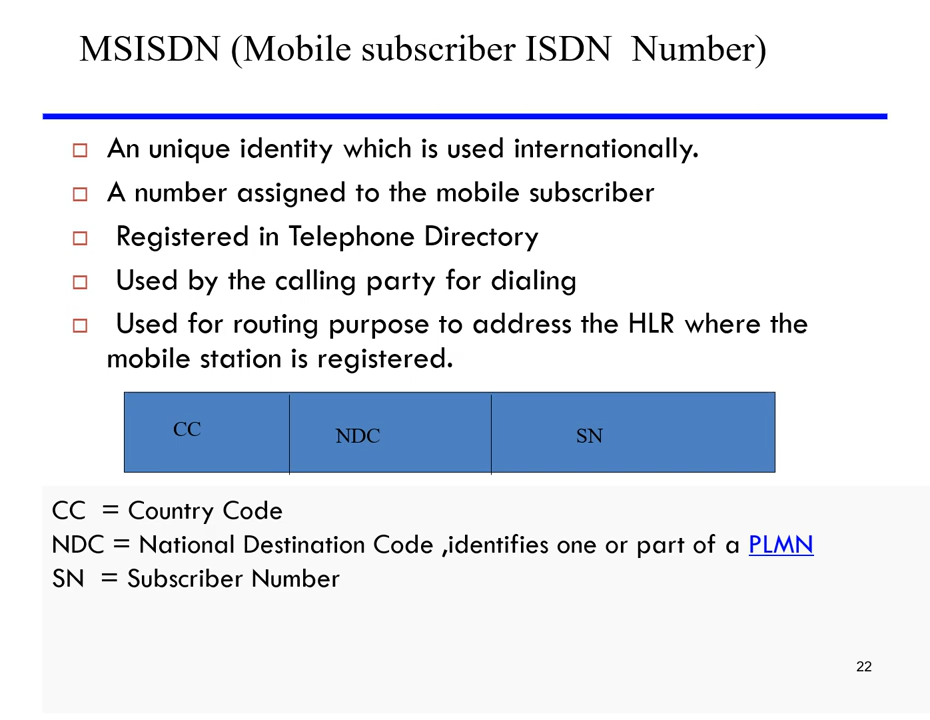 MSISDN (Mobile subscriber ISDN  Number)
An unique identity which is used internationally.
A number assigned to the mobile subscriber
Registered in Telephone Directory
Used by the calling party for dialing
Used for routing purpose to address the HLR where the
mobile station is registered.
CC NDC SN
CC  = Country Code
NDC = National Destination Code ,identifies one or part of a PLMN
SN  = Subscriber Number
22